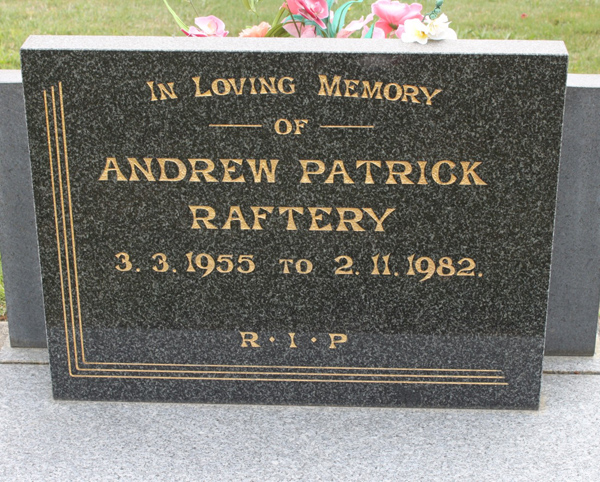 IN LOVING MEMORY
OF
ANDREW PATRICK
RAFTERY
3. 3. 1955 TO 2. 11. 1982.
R · I · P